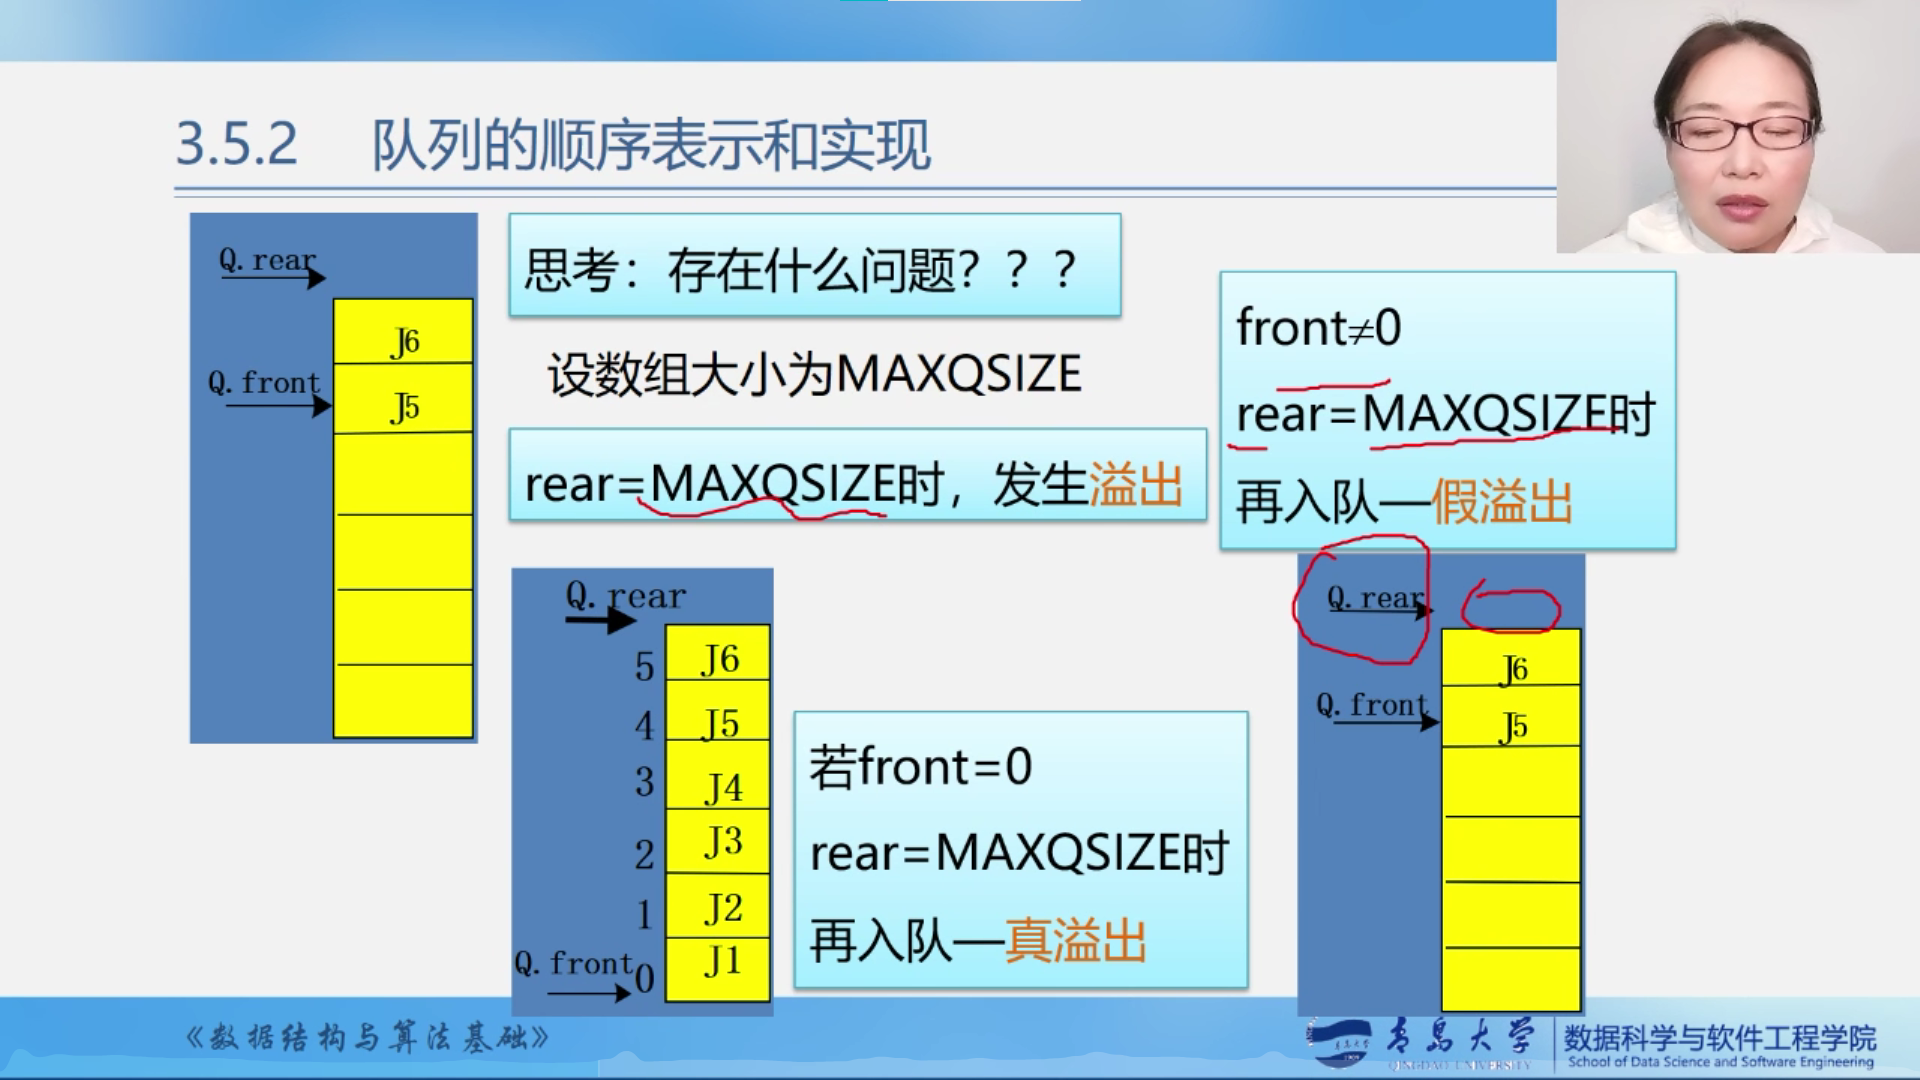 3.5.2 队列的顺序表示和实现
Q.rear
J6
Q.front
J5
思考：存在什么问题？？？
设数组大小为MAXQSIZE
rear=MAXQSIZE时，发生溢出
front≠0
rear=MAXQSIZE时
再入队—假溢出
Q.rear
5 J6
4 J5
3 J4
2 J3
1 J2
Q.front 0 J1
若front=0
rear=MAXQSIZE时
再入队—真溢出
Q.rear
J6
Q.front
J5
《数据结构与算法基础》
青岛大学
QINGDAO UNIVERSITY
数据科学与软件工程学院
School of Data Science and Software Engineering